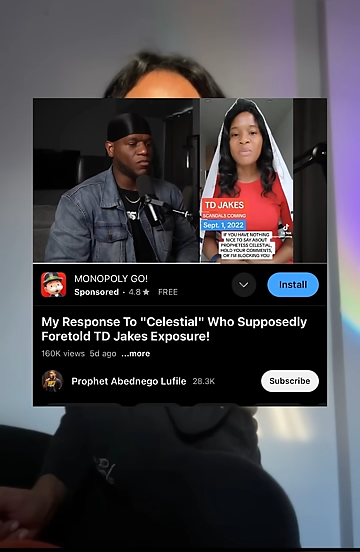 TD JAKES
SCANDALS COMING
Sept. 1, 2022
IF YOU HAVE NOTHING
NICE TO SAY ABOUT
PROPHETESS CELESTIAL,
HOLD YOUR COMMENTS,
OR I'M BLOCKING YOU
MONOPOLY GO!
Sponsored · 4.8★ FREE
Install
My Response To "Celestial" Who Supposedly
Foretold TD Jakes Exposure!
160K views 5d ago ...more
Prophet Abednego Lufile 28.3K
Subscribe